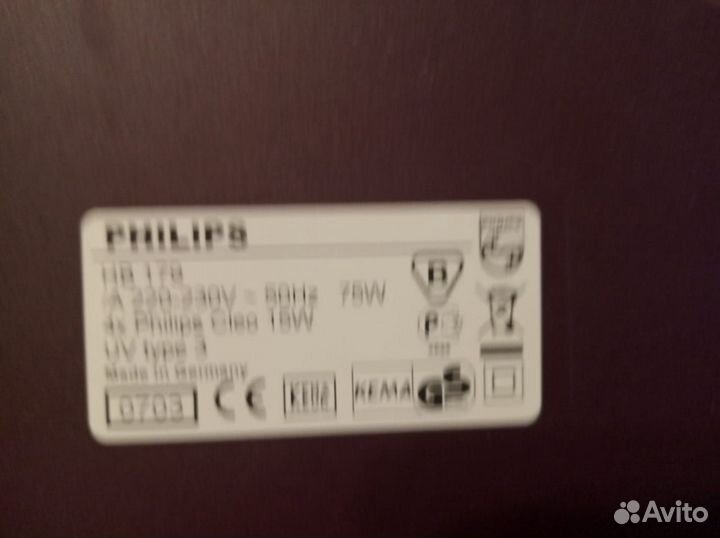 PHILIPS
HB 178
A 220-230V ~ 50Hz 75W
4x Philips Cleo 15W
UV type 3
Made in Germany
0703 CE KEMA GS
B
P
Avito